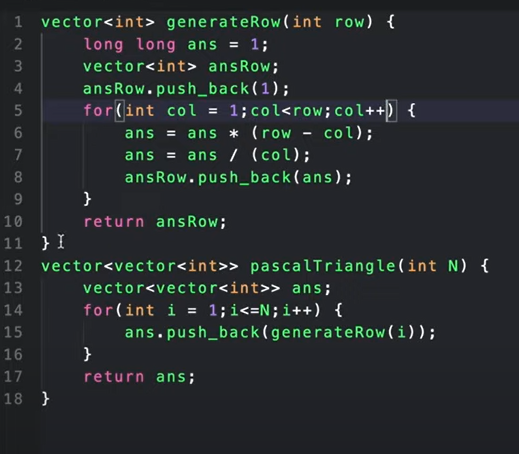 1 vector<int> generateRow(int row) {
2 long long ans = 1;
3 vector<int> ansRow;
4 ansRow.push_back(1);
5 for(int col = 1;col<row;col++) {
6 ans = ans * (row - col);
7 ans = ans / (col);
8 ansRow.push_back(ans);
9 }
10 return ansRow;
11 }
12 vector<vector<int>> pascalTriangle(int N) {
13 vector<vector<int>> ans;
14 for(int i = 1;i<=N;i++) {
15 ans.push_back(generateRow(i));
16 }
17 return ans;
18 }